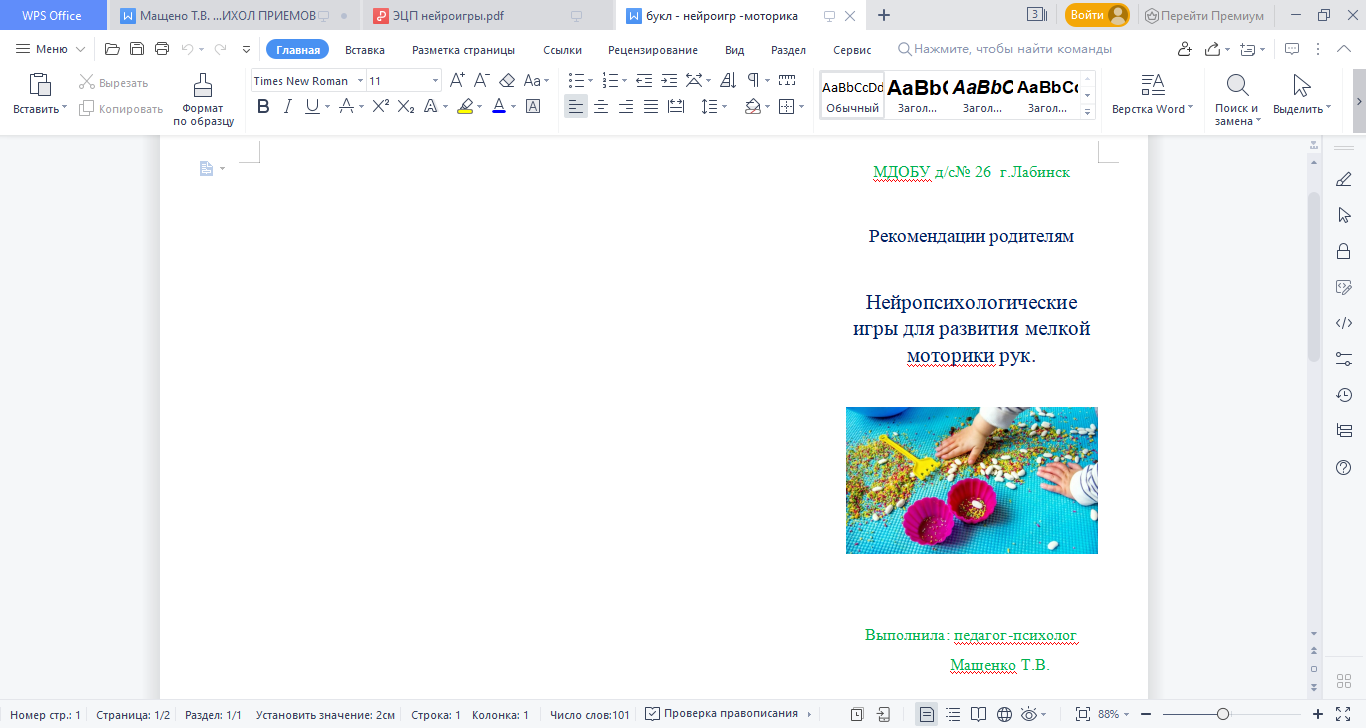 WPS Office
Мащено Т.В. ...ИХОЛ ПРИЕМОВ
ЭЦП нейроигры.pdf
букл - нейроигр -моторика
3
Войти
Перейти Премиум
Меню
Главная
Вставка
Разметка страницы
Ссылки
Рецензирование
Вид
Раздел
Сервис
Нажмите, чтобы найти команды
Вставить
Вырезать
Копировать
Формат
по образцу
Times New Roman
11
AaBbCcDd
Обычный
AaBb(
Загол...
AaBbC
Загол...
AaBbCc
Загол...
Верстка Word
Поиск и
замена
Выделить
МДОБУ д/с№ 26 г.Лабинск
Рекомендации родителям
Нейропсихологические
игры для развития мелкой
моторики рук.
Выполнила: педагог-психолог
Мащенко Т.В.
Номер стр.: 1
Страница: 1/2
Раздел: 1/1
Установить значение: 2см
Строка: 1
Колонка: 1
Число слов:101
Проверка правописания
88%